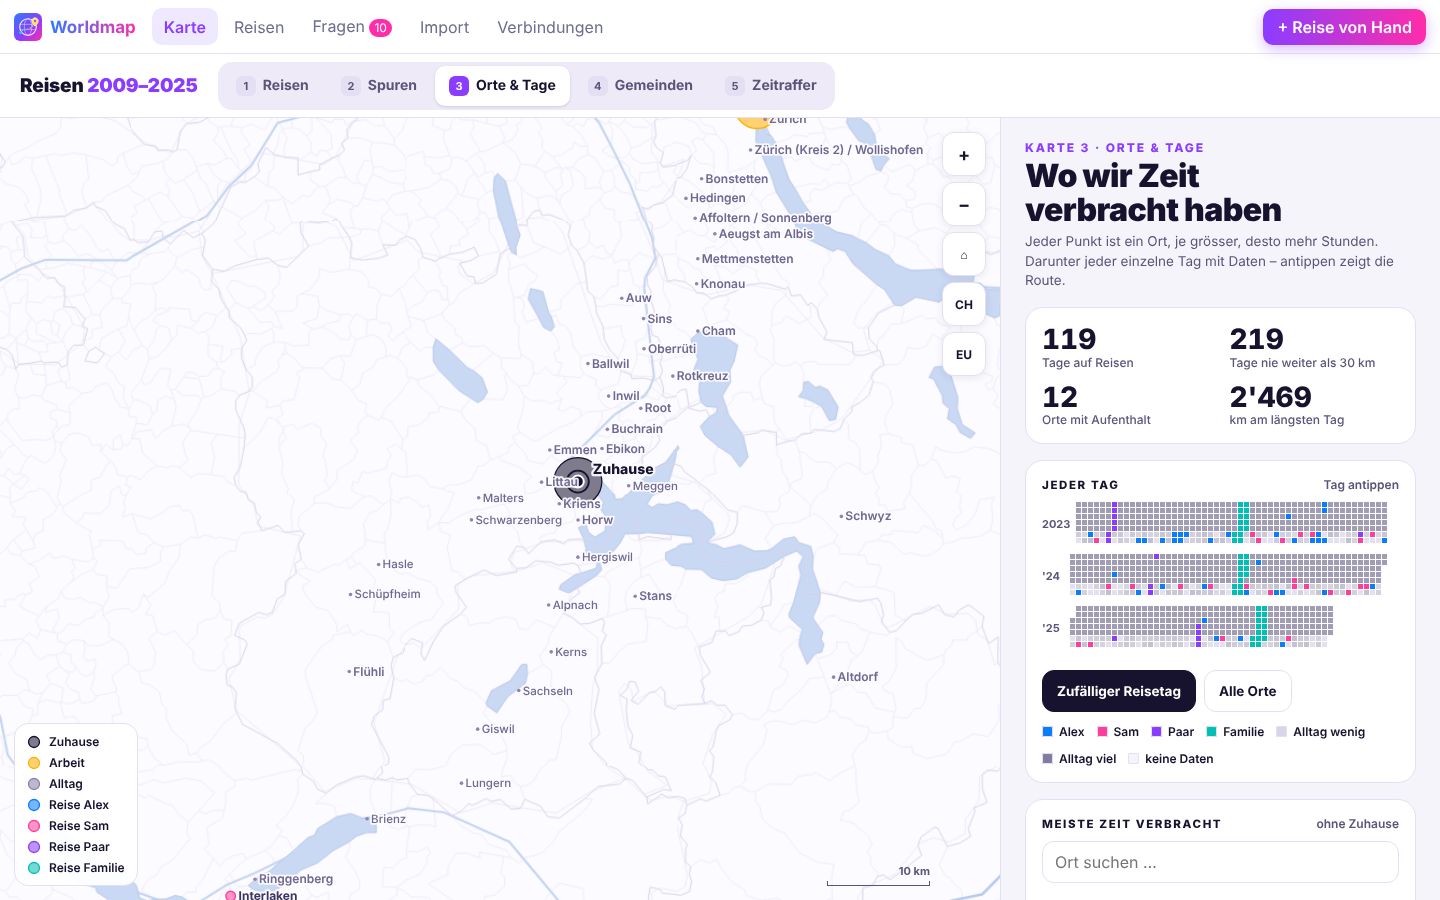 Worldmap
Karte
Reisen
Fragen 10
Import
Verbindungen
+ Reise von Hand
Reisen 2009–2025
1 Reisen
2 Spuren
3 Orte & Tage
4 Gemeinden
5 Zeitraffer
Zürich
Zürich (Kreis 2) / Wollishofen
Bonstetten
Hedingen
Affoltern / Sonnenberg
Aeugst am Albis
Mettmenstetten
Knonau
Auw
Sins
Cham
Oberrüti
Ballwil
Rotkreuz
Inwil
Root
Buchrain
Emmen
Ebikon
Zuhause
Littau
Meggen
Malters
Kriens
Schwarzenberg
Horw
Schwyz
Hergiswil
Hasle
Schüpfheim
Stans
Alpnach
Kerns
Flühli
Altdorf
Sachseln
Giswil
Lungern
Brienz
Ringgenberg
Interlaken
+
−
⌂
CH
EU
10 km
Zuhause
Arbeit
Alltag
Reise Alex
Reise Sam
Reise Paar
Reise Familie
KARTE 3 · ORTE & TAGE
Wo wir Zeit
verbracht haben
Jeder Punkt ist ein Ort, je grösser, desto mehr Stunden.
Darunter jeder einzelne Tag mit Daten – antippen zeigt die
Route.
119
Tage auf Reisen
219
Tage nie weiter als 30 km
12
Orte mit Aufenthalt
2'469
km am längsten Tag
JEDER TAG
Tag antippen
2023
'24
'25
Zufälliger Reisetag
Alle Orte
Alex
Sam
Paar
Familie
Alltag wenig
Alltag viel
keine Daten
MEISTE ZEIT VERBRACHT
ohne Zuhause
Ort suchen …